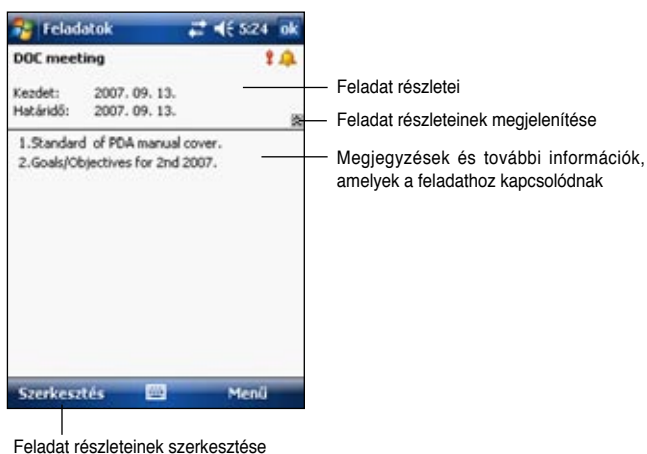 Feladatok 5:24 ok
DOC meeting
Kezdet: 2007. 09. 13.
Határidő: 2007. 09. 13.
1.Standard of PDA manual cover.
2.Goals/Objectives for 2nd 2007.
Szerkesztés Menü
Feladat részletei
Feladat részleteinek megjelenítése
Megjegyzések és további információk,
amelyek a feladathoz kapcsolódnak
Feladat részleteinek szerkesztése